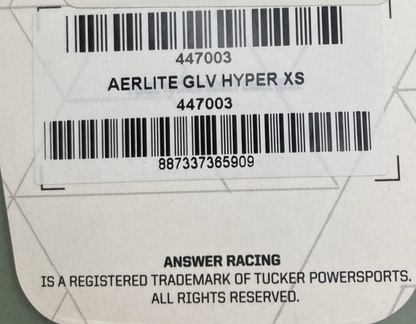 447003
AERLITE GLV HYPER XS
447003
887337365909
ANSWER RACING
IS A REGISTERED TRADEMARK OF TUCKER POWERSPORTS.
ALL RIGHTS RESERVED.